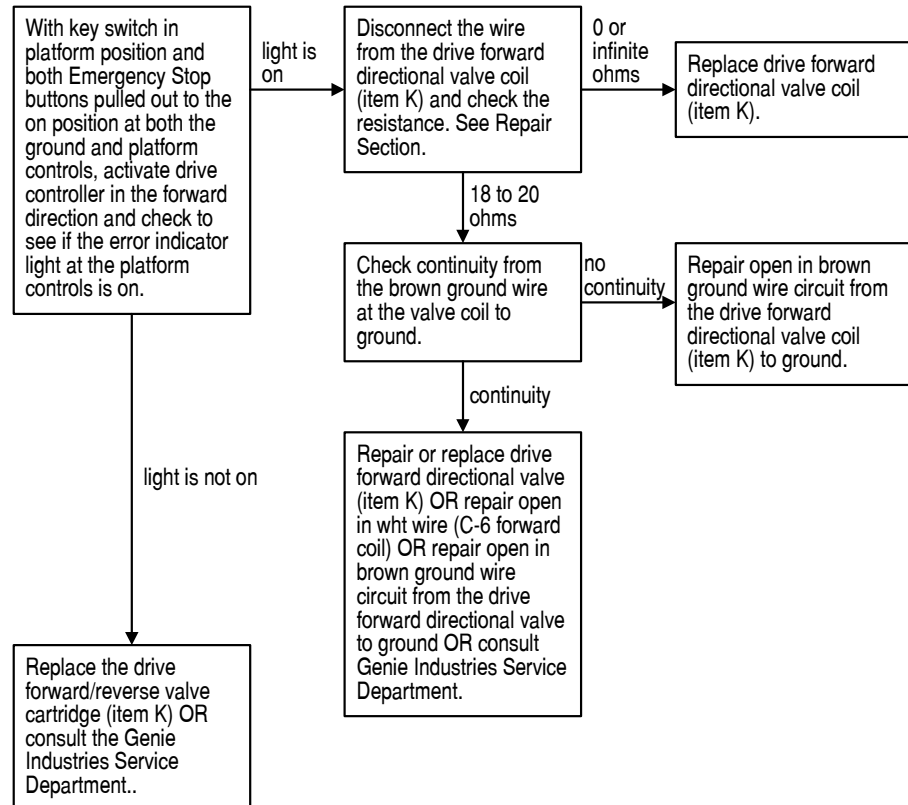 With key switch in
platform position and
both Emergency Stop
buttons pulled out to the
on position at both the
ground and platform
controls, activate drive
controller in the forward
direction and check to
see if the error indicator
light at the platform
controls is on.
light is
on
Disconnect the wire
from the drive forward
directional valve coil
(item K) and check the
resistance. See Repair
Section.
0 or
infinite
ohms
Replace drive forward
directional valve coil
(item K).
18 to 20
ohms
Check continuity from
the brown ground wire
at the valve coil to
ground.
no
continuity
Repair open in brown
ground wire circuit from
the drive forward
directional valve coil
(item K) to ground.
continuity
Repair or replace drive
forward directional valve
(item K) OR repair open
in wht wire (C-6 forward
coil) OR repair open in
brown ground wire
circuit from the drive
forward directional valve
to ground OR consult
Genie Industries Service
Department.
light is not on
Replace the drive
forward/reverse valve
cartridge (item K) OR
consult the Genie
Industries Service
Department..